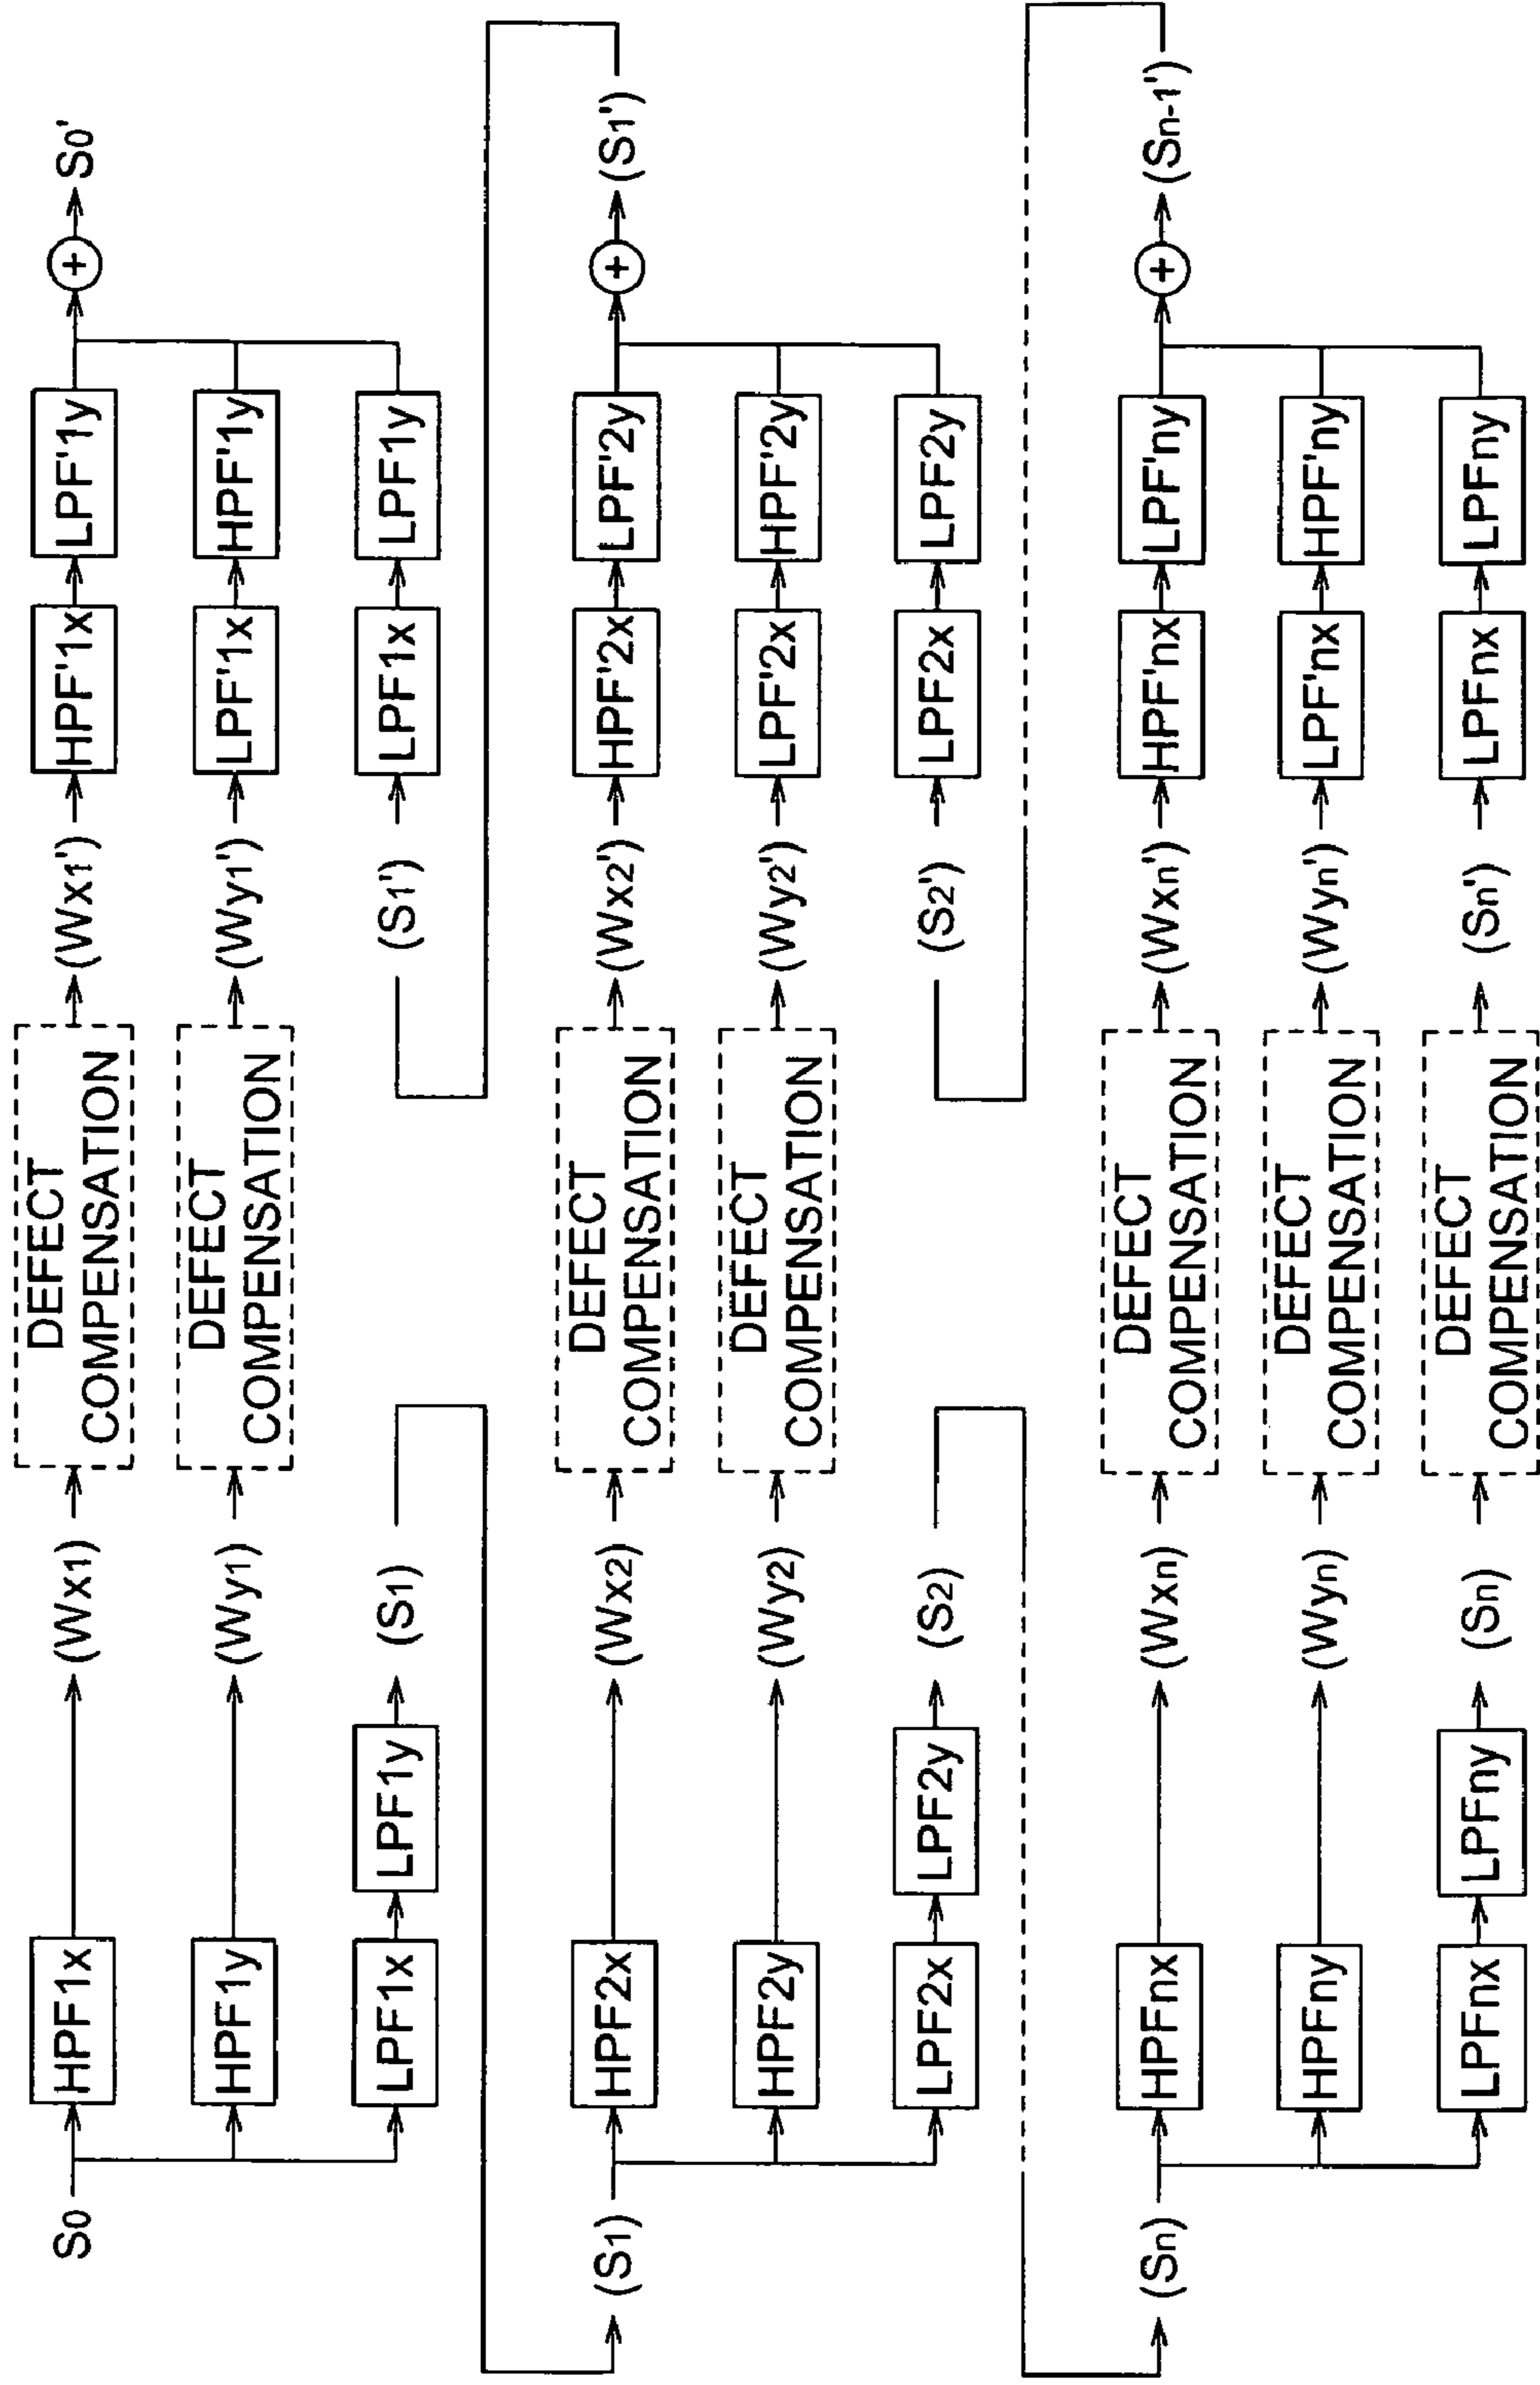 S0
HPF1x
(Wx1)
DEFECT
COMPENSATION
(Wx1')
HPF'1x
LPF'1y
+
S0'
HPF1y
(Wy1)
DEFECT
COMPENSATION
(Wy1')
LPF'1x
HPF'1y
LPF1x
LPF1y
(S1)
(S1')
LPF1x
LPF1y
(S1)
HPF2x
(Wx2)
DEFECT
COMPENSATION
(Wx2')
HPF'2x
LPF'2y
+
(S1')
HPF2y
(Wy2)
DEFECT
COMPENSATION
(Wy2')
LPF'2x
HPF'2y
LPF2x
LPF2y
(S2)
(S2')
LPF2x
LPF2y
(Sn)
HPFnx
(Wxn)
DEFECT
COMPENSATION
(Wxn')
HPF'nx
LPF'ny
+
(Sn-1')
HPFny
(Wyn)
DEFECT
COMPENSATION
(Wyn')
LPF'nx
HPF'ny
LPFnx
LPFny
(Sn)
DEFECT
COMPENSATION
(Sn')
LPFnx
LPFny